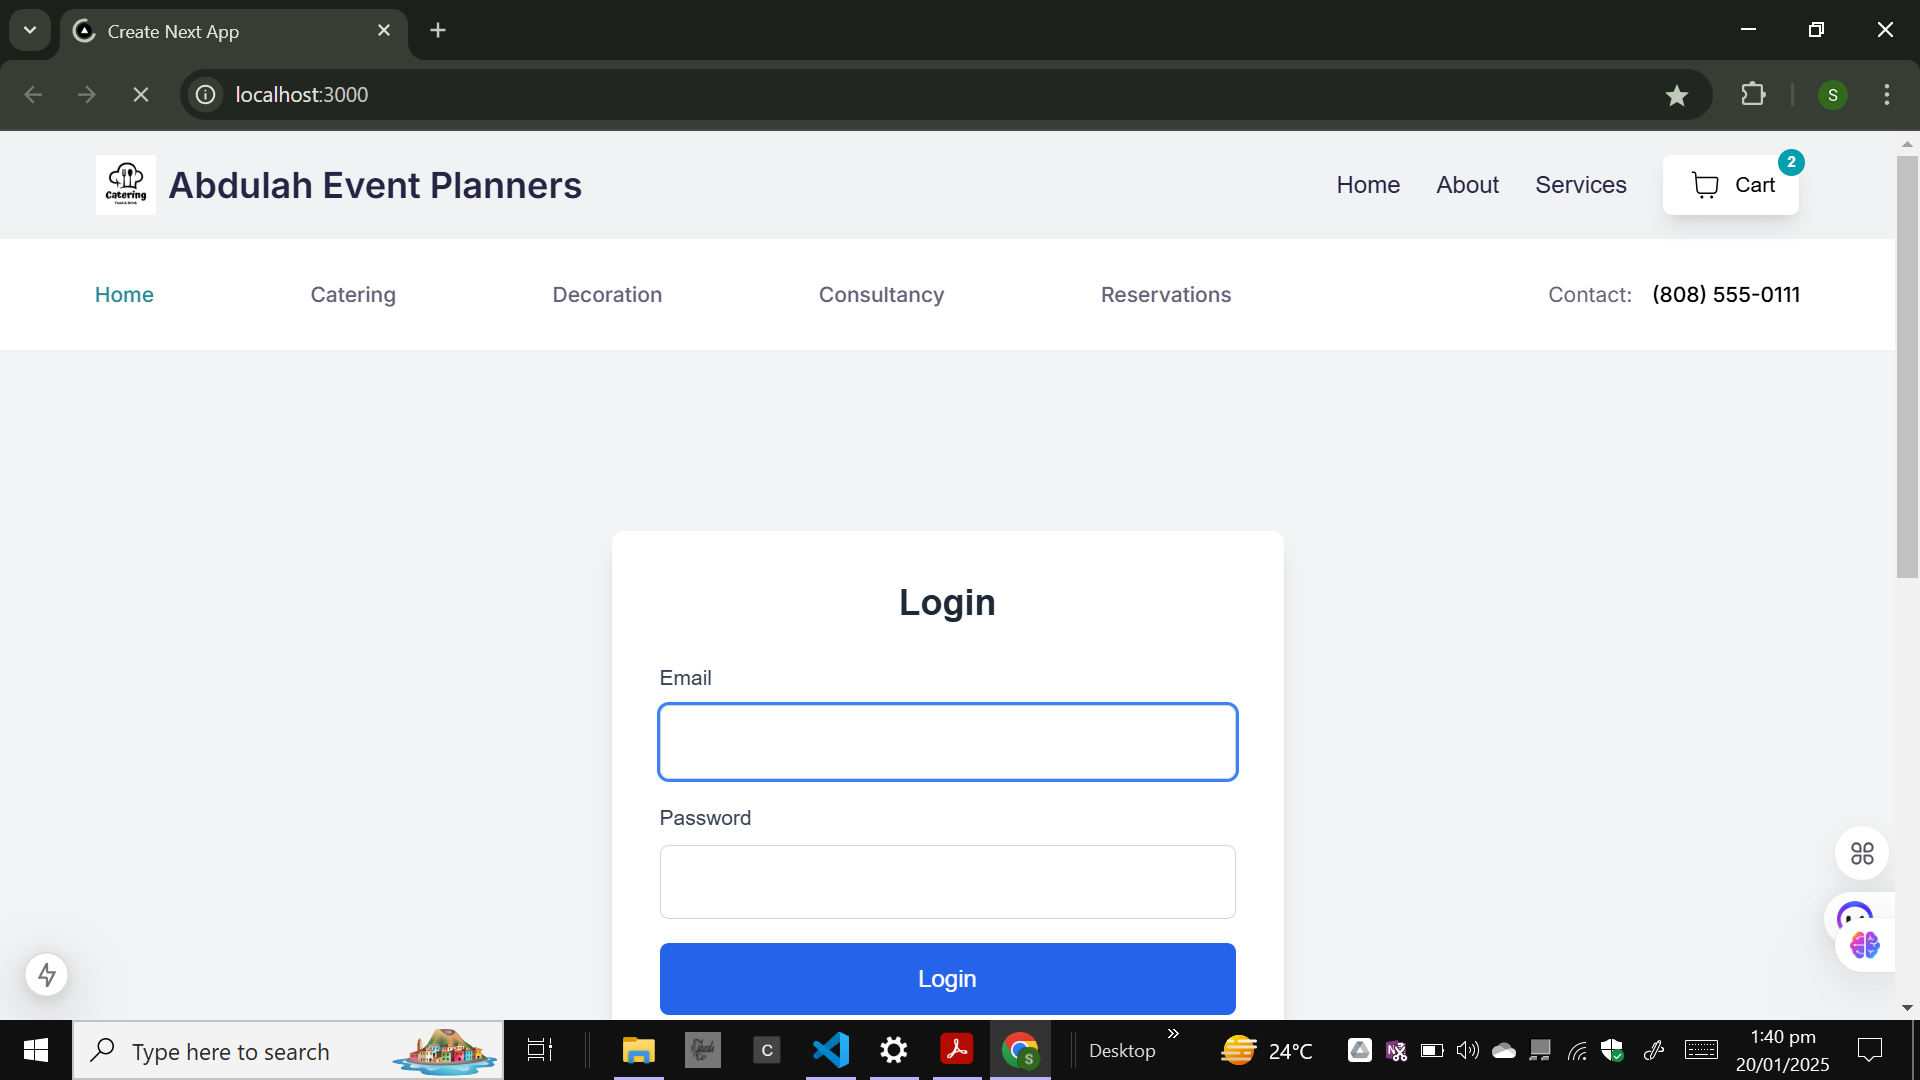 Create Next App
localhost:3000
S
Catering
Abdulah Event Planners
Home
About
Services
Cart
2
Home
Catering
Decoration
Consultancy
Reservations
Contact:
(808) 555-0111
Login
Email
Password
Login
Type here to search
C
S
Desktop
24°C
1:40 pm
20/01/2025